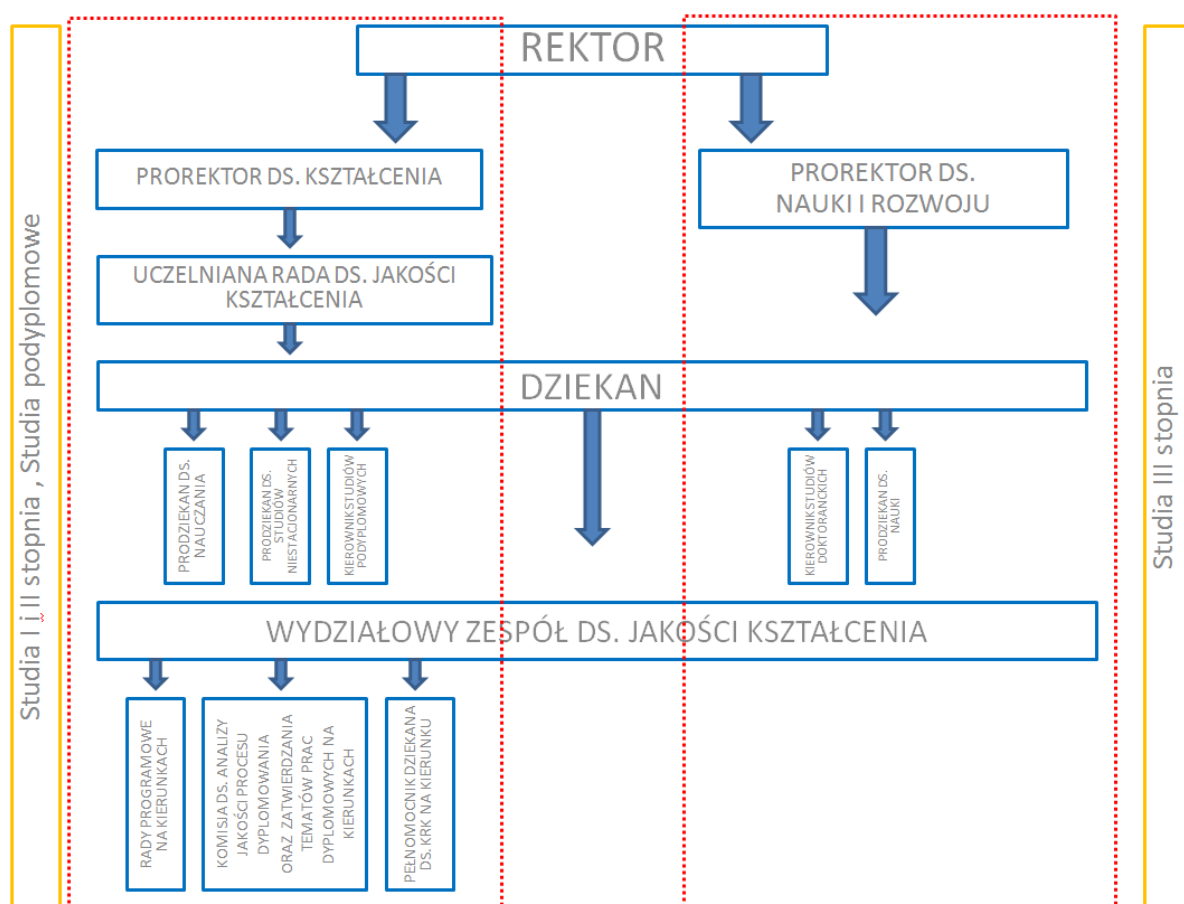 REKTOR
PROREKTOR DS. KSZTAŁCENIA
PROREKTOR DS.
NAUKI I ROZWOJU
UCZELNIANA RADA DS. JAKOŚCI
KSZTAŁCENIA
DZIEKAN
PRODZIEKAN DS.
NAUCZANIA
PRODZIEKAN DS.
STUDIÓW
NIESTACJONARNYCH
KIEROWNIK STUDIÓW
PODYPLOMOWYCH
KIEROWNIK STUDIÓW
DOKTORANCKICH
PRODZIEKAN DS.
NAUKI
WYDZIAŁOWY ZESPÓŁ DS. JAKOŚCI KSZTAŁCENIA
RADY PROGRAMOWE
NA KIERUNKACH
KOMISJA DS. ANALIZY
JAKOŚCI PROCESU
DYPLOMOWANIA
ORAZ ZATWIERDZANIA
TEMATÓW PRAC
DYPLOMOWYCH NA
KIERUNKACH
PEŁNOMOCNIK DZIEKANA
DS. KRK NA KIERUNKU
Studia I i II stopnia , Studia podyplomowe
Studia III stopnia